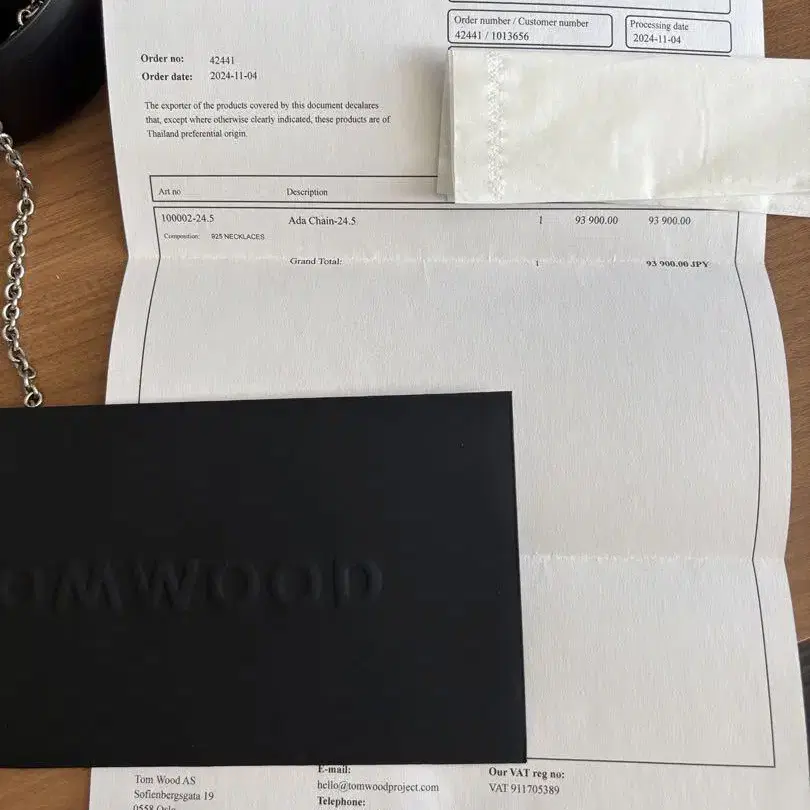 Order number / Customer number
42441 / 1013656
Processing date
2024-11-04
Order no: 42441
Order date: 2024-11-04
The exporter of the products covered by this document decalares
that, except where otherwise clearly indicated, these products are of
Thailand preferential origin.
Art no Description
100002-24.5 Ada Chain-24.5 1 93 900.00 93 900.00
Composition: 925 NECKLACES
Grand Total: 1 93 900.00 JPY
OMWOOD
Tom Wood AS
Sofienbergsgata 19
0558 Oslo
E-mail:
hello@tomwoodproject.com
Telephone:
Our VAT reg no:
VAT 911705389